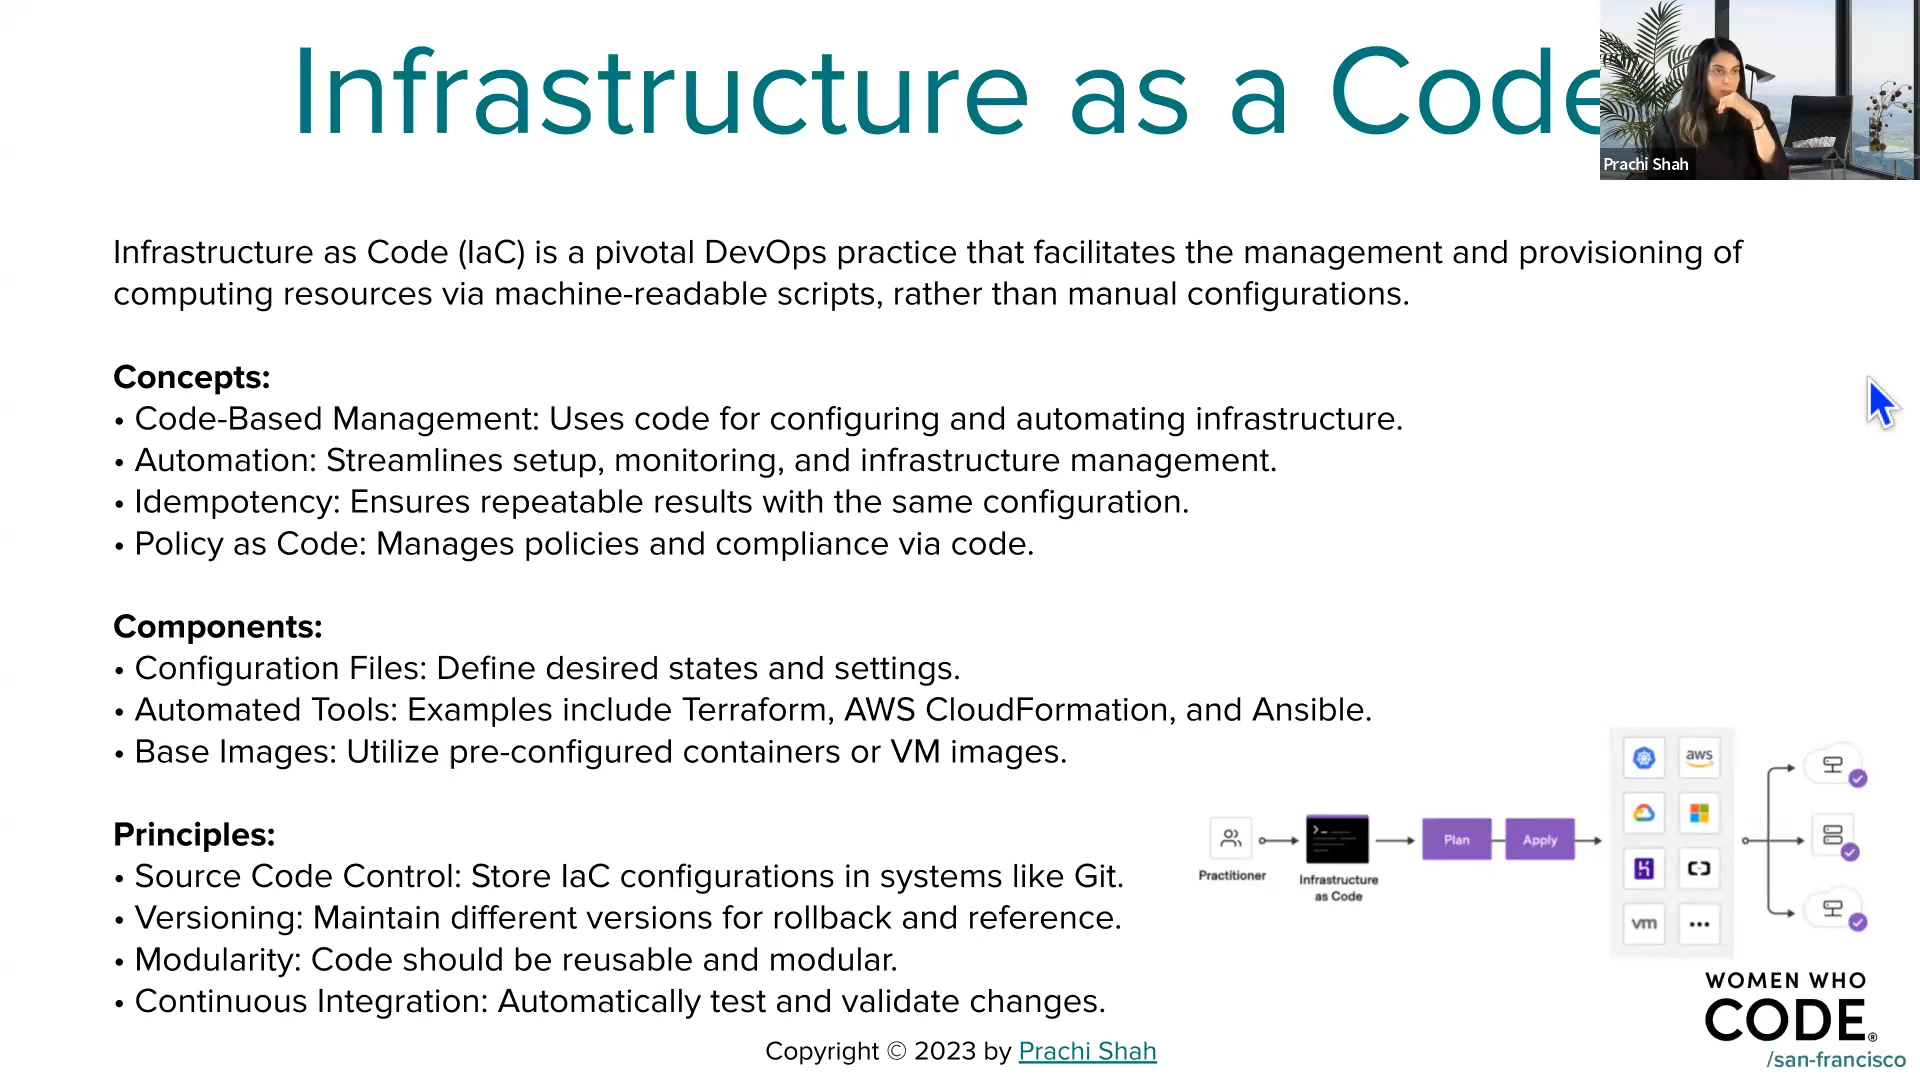 Infrastructure as a Code
Prachi Shah
Infrastructure as Code (IaC) is a pivotal DevOps practice that facilitates the management and provisioning of
computing resources via machine-readable scripts, rather than manual configurations.
Concepts:
• Code-Based Management: Uses code for configuring and automating infrastructure.
• Automation: Streamlines setup, monitoring, and infrastructure management.
• Idempotency: Ensures repeatable results with the same configuration.
• Policy as Code: Manages policies and compliance via code.
Components:
• Configuration Files: Define desired states and settings.
• Automated Tools: Examples include Terraform, AWS CloudFormation, and Ansible.
• Base Images: Utilize pre-configured containers or VM images.
Principles:
• Source Code Control: Store IaC configurations in systems like Git.
• Versioning: Maintain different versions for rollback and reference.
• Modularity: Code should be reusable and modular.
• Continuous Integration: Automatically test and validate changes.
Practitioner
Infrastructure
as Code
Plan
Apply
aws
vm
WOMEN WHO
CODE®
/san-francisco
Copyright © 2023 by Prachi Shah